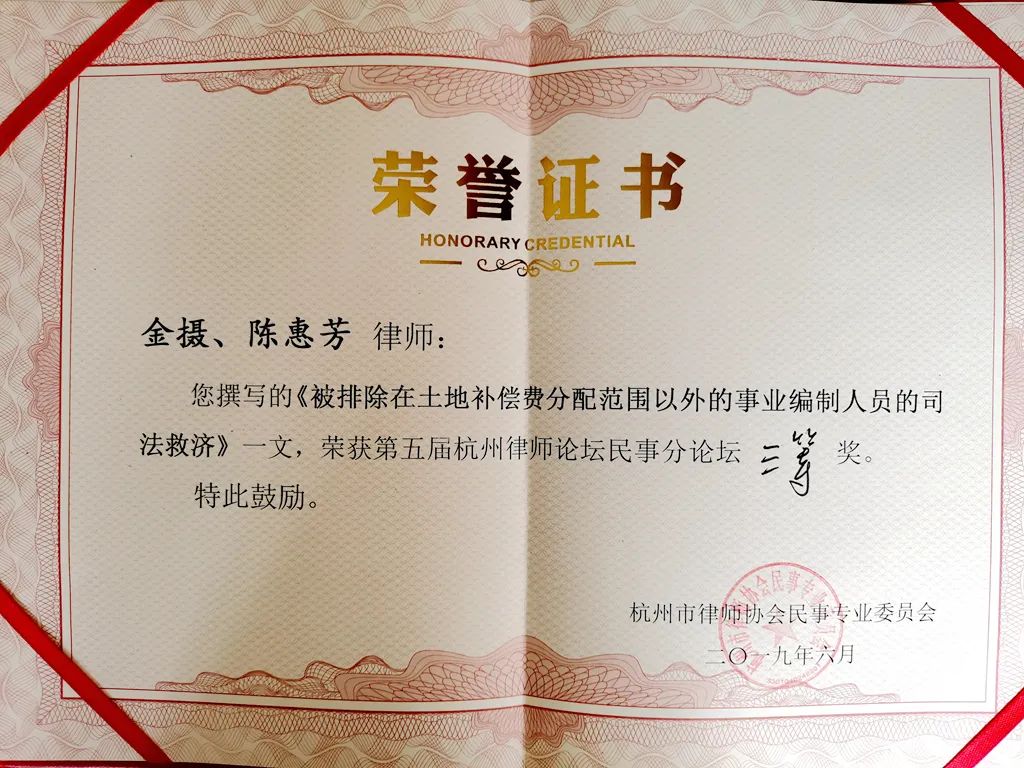 荣誉证书
HONORARY CREDENTIAL
金摄、陈惠芳 律师：
您撰写的《被排除在土地补偿费分配范围以外的事业编制人员的司
法救济》一文，荣获第五届杭州律师论坛民事分论坛 三等 奖。
特此鼓励。
杭州市律师协会民事专业委员会
二〇一九年六月